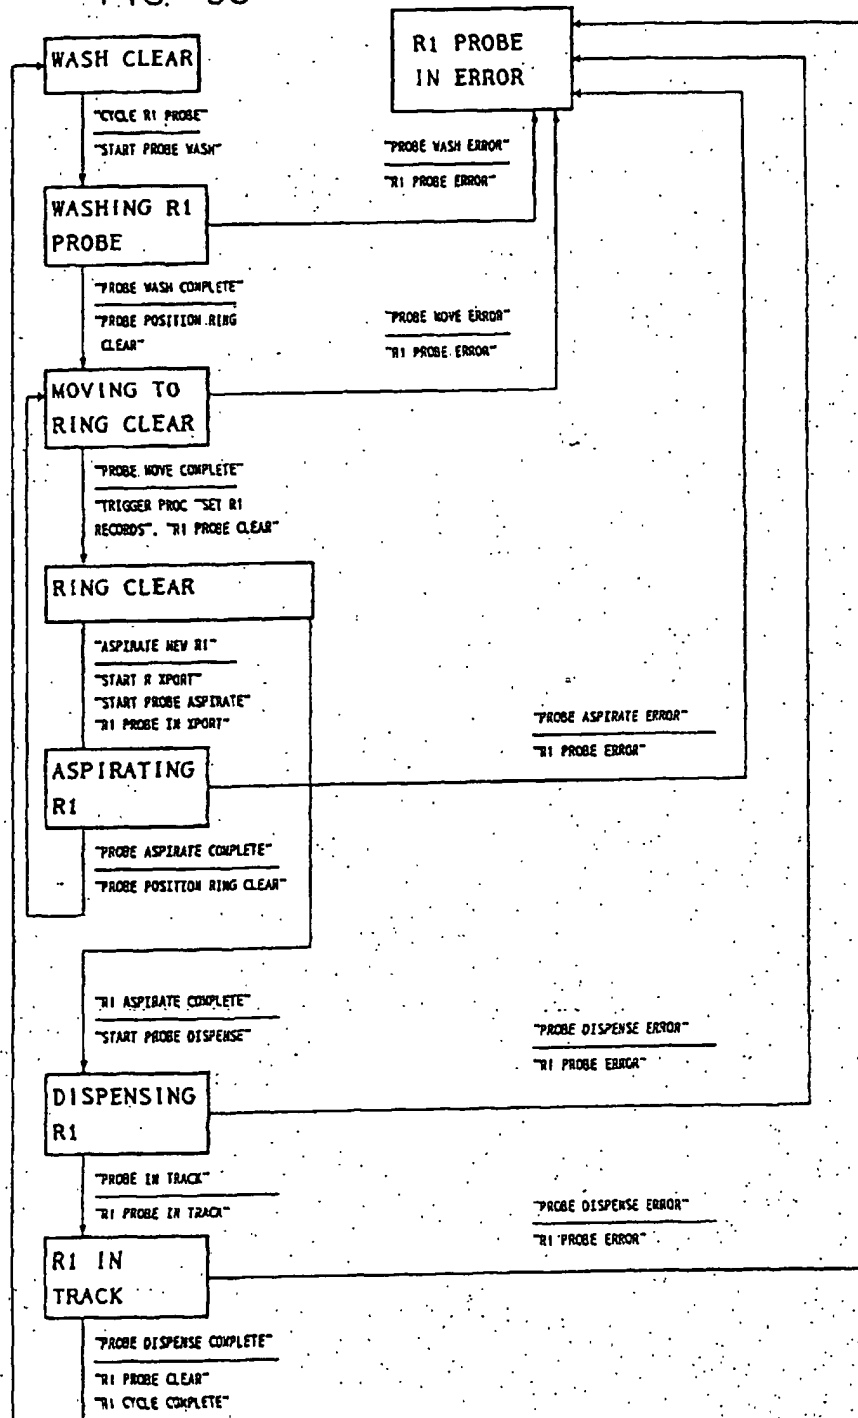 WASH CLEAR
R1 PROBE
IN ERROR
"CYCLE R1 PROBE"
"START PROBE WASH"
"PROBE WASH ERROR"
"R1 PROBE ERROR"
WASHING R1
PROBE
"PROBE WASH COMPLETE"
"PROBE POSITION RING
CLEAR"
"PROBE MOVE ERROR"
"R1 PROBE ERROR"
MOVING TO
RING CLEAR
"PROBE MOVE COMPLETE"
"TRIGGER PROC "SET R1
RECORDS", "R1 PROBE CLEAR"
RING CLEAR
"ASPIRATE NEW R1"
"START R XPORT"
"START PROBE ASPIRATE"
"R1 PROBE IN XPORT"
"PROBE ASPIRATE ERROR"
"R1 PROBE ERROR"
ASPIRATING
R1
"PROBE ASPIRATE COMPLETE"
"PROBE POSITION RING CLEAR"
"R1 ASPIRATE COMPLETE"
"START PROBE DISPENSE"
"PROBE DISPENSE ERROR"
"R1 PROBE ERROR"
DISPENSING
R1
"PROBE IN TRACK"
"R1 PROBE IN TRACK"
"PROBE DISPENSE ERROR"
"R1 PROBE ERROR"
R1 IN
TRACK
"PROBE DISPENSE COMPLETE"
"R1 PROBE CLEAR"
"R1 CYCLE COMPLETE"